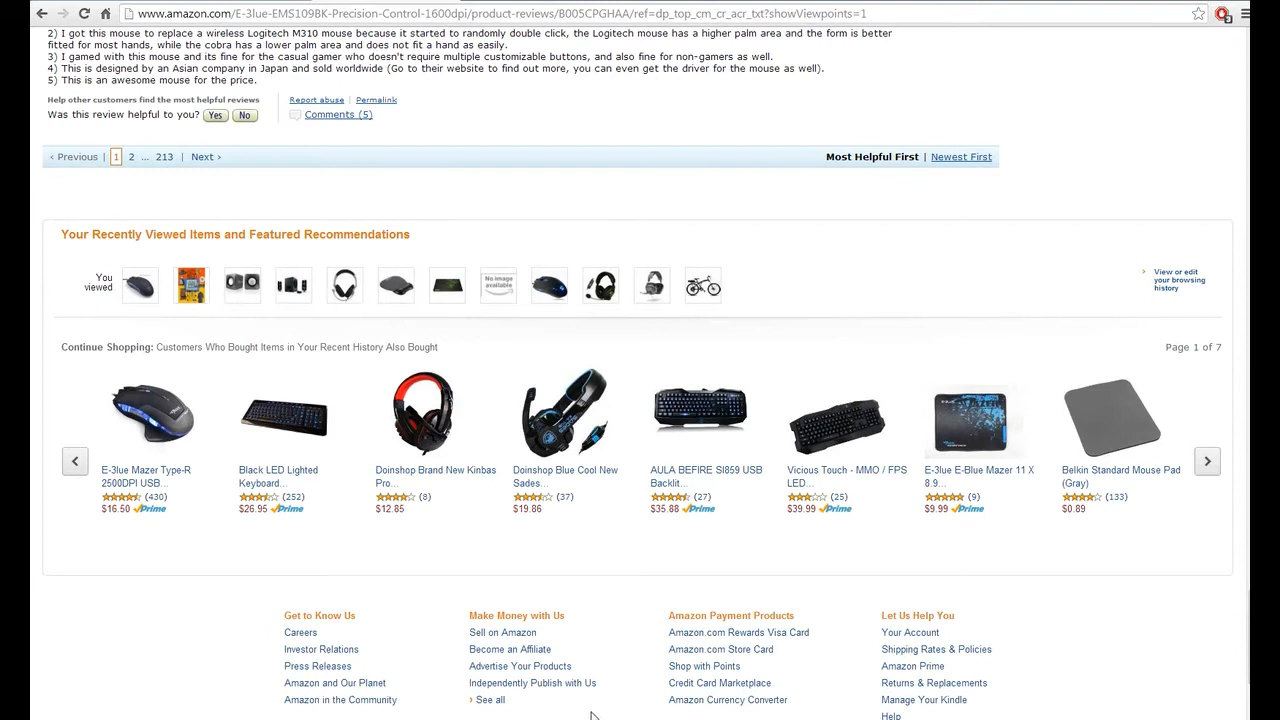 www.amazon.com/E-3lue-EMS109BK-Precision-Control-1600dpi/product-reviews/B005CPGHAA/ref=dp_top_cm_cr_acr_txt?showViewpoints=1
2) I got this mouse to replace a wireless Logitech M310 mouse because it started to randomly double click, the Logitech mouse has a higher palm area and the form is better
fitted for most hands, while the cobra has a lower palm area and does not fit a hand as easily.
3) I gamed with this mouse and its fine for the casual gamer who doesn't require multiple customizable buttons, and also fine for non-gamers as well.
4) This is designed by an Asian company in Japan and sold worldwide (Go to their website to find out more, you can even get the driver for the mouse as well).
5) This is an awesome mouse for the price.
Help other customers find the most helpful reviews
Was this review helpful to you? Yes No
Report abuse | Permalink
Comments (5)
‹ Previous | 1 2 ... 213 | Next ›
Most Helpful First | Newest First
Your Recently Viewed Items and Featured Recommendations
You
viewed
No image
available
› View or edit
your browsing
history
Continue Shopping: Customers Who Bought Items in Your Recent History Also Bought
Page 1 of 7
E-3lue Mazer Type-R
2500DPI USB...
(430)
$16.50 Prime
Black LED Lighted
Keyboard...
(252)
$26.95 Prime
Doinshop Brand New Kinbas
Pro...
(8)
$12.85
Doinshop Blue Cool New
Sades...
(37)
$19.86
AULA BEFIRE SI859 USB
Backlit...
(27)
$35.88 Prime
Vicious Touch - MMO / FPS
LED...
(25)
$39.99 Prime
E-3lue E-Blue Mazer 11 X
8.9...
(9)
$9.99 Prime
Belkin Standard Mouse Pad
(Gray)
(133)
$0.89
Get to Know Us
Careers
Investor Relations
Press Releases
Amazon and Our Planet
Amazon in the Community
Make Money with Us
Sell on Amazon
Become an Affiliate
Advertise Your Products
Independently Publish with Us
› See all
Amazon Payment Products
Amazon.com Rewards Visa Card
Amazon.com Store Card
Shop with Points
Credit Card Marketplace
Amazon Currency Converter
Let Us Help You
Your Account
Shipping Rates & Policies
Amazon Prime
Returns & Replacements
Manage Your Kindle
Help